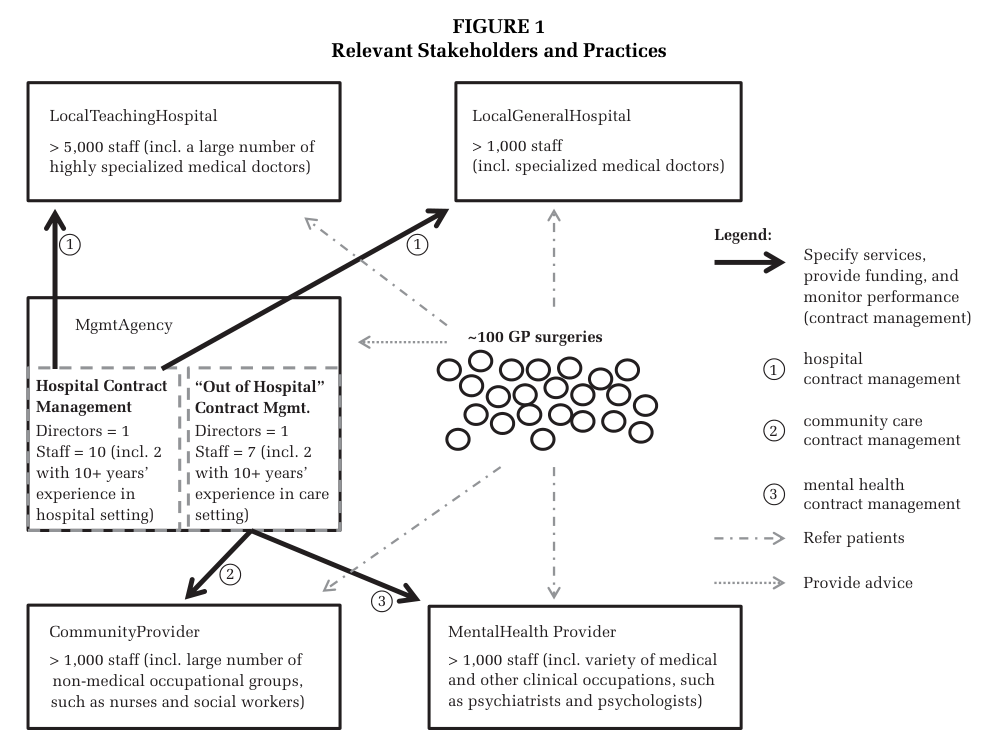 FIGURE 1
Relevant Stakeholders and Practices
LocalTeachingHospital
> 5,000 staff (incl. a large number of
highly specialized medical doctors)
LocalGeneralHospital
> 1,000 staff
(incl. specialized medical doctors)
1
1
Legend:
Specify services,
provide funding, and
monitor performance
(contract management)
1
hospital
contract management
2
community care
contract management
3
mental health
contract management
Refer patients
Provide advice
MgmtAgency
Hospital Contract
Management
Directors = 1
Staff = 10 (incl. 2
with 10+ years’
experience in
hospital setting)
“Out of Hospital”
Contract Mgmt.
Directors = 1
Staff = 7 (incl. 2
with 10+ years’
experience in care
setting)
~100 GP surgeries
2
3
CommunityProvider
> 1,000 staff (incl. large number of
non-medical occupational groups,
such as nurses and social workers)
MentalHealth Provider
> 1,000 staff (incl. variety of medical
and other clinical occupations, such
as psychiatrists and psychologists)